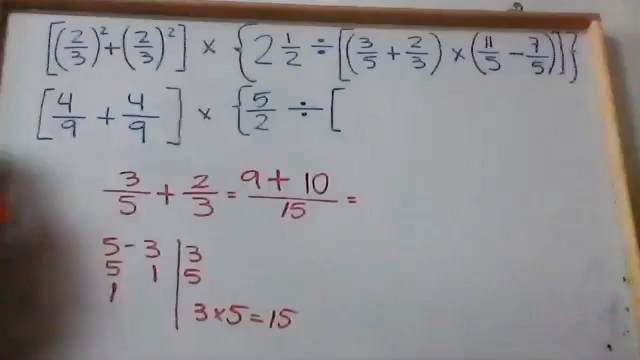 [(2/3)² + (2/3)²] × {2 1/2 ÷ [(3/5 + 2/3) × (11/5 - 7/5)]}
[4/9 + 4/9] × {5/2 ÷ [
3/5 + 2/3 = 9 + 10/15 =
5 - 3 | 3
5 1 | 5
1 |
3 × 5 = 15